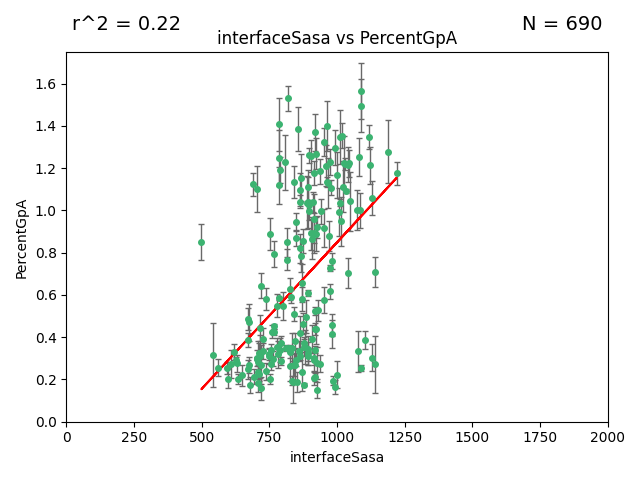 r^2 = 0.22
N = 690
interfaceSasa vs PercentGpA
PercentGpA
1.6
1.4
1.2
1.0
0.8
0.6
0.4
0.2
0.0
0 250 500 750 1000 1250 1500 1750 2000
interfaceSasa